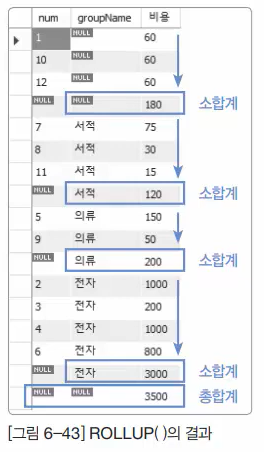 num groupName 비용
1 NULL 60
10 NULL 60
12 NULL 60
NULL NULL 180 소합계
7 서적 75
8 서적 30
11 서적 15
NULL 서적 120 소합계
5 의류 150
9 의류 50
NULL 의류 200 소합계
2 전자 1000
3 전자 200
4 전자 1000
6 전자 800
NULL 전자 3000 소합계
NULL NULL 3500 총합계
[그림 6-43] ROLLUP( )의 결과